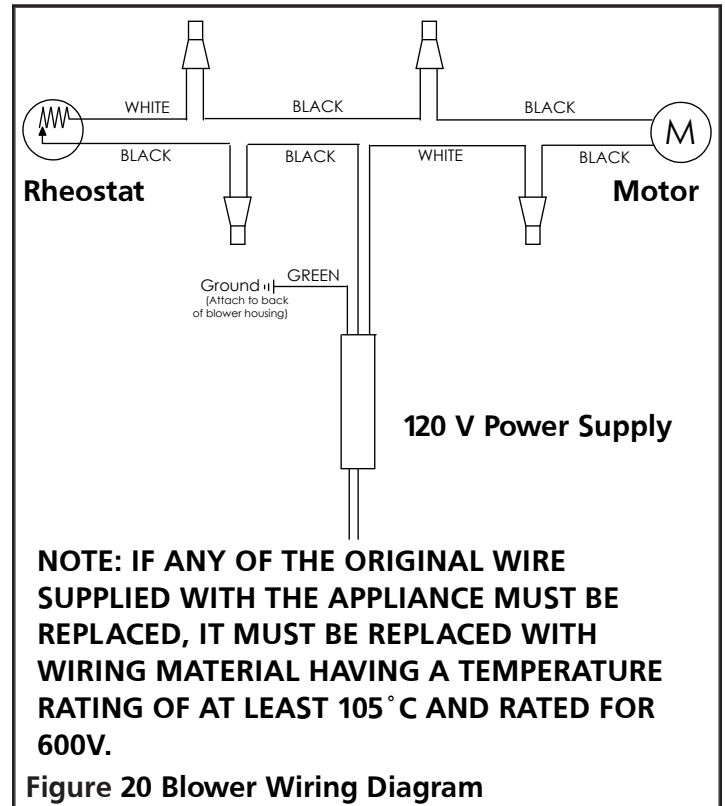 WHITE
BLACK
BLACK
BLACK
BLACK
WHITE
BLACK
M
Rheostat
Motor
GREEN
Ground
(Attach to back
of blower housing)
120 V Power Supply
NOTE: IF ANY OF THE ORIGINAL WIRE
SUPPLIED WITH THE APPLIANCE MUST BE
REPLACED, IT MUST BE REPLACED WITH
WIRING MATERIAL HAVING A TEMPERATURE
RATING OF AT LEAST 105˚C AND RATED FOR
600V.
Figure 20 Blower Wiring Diagram